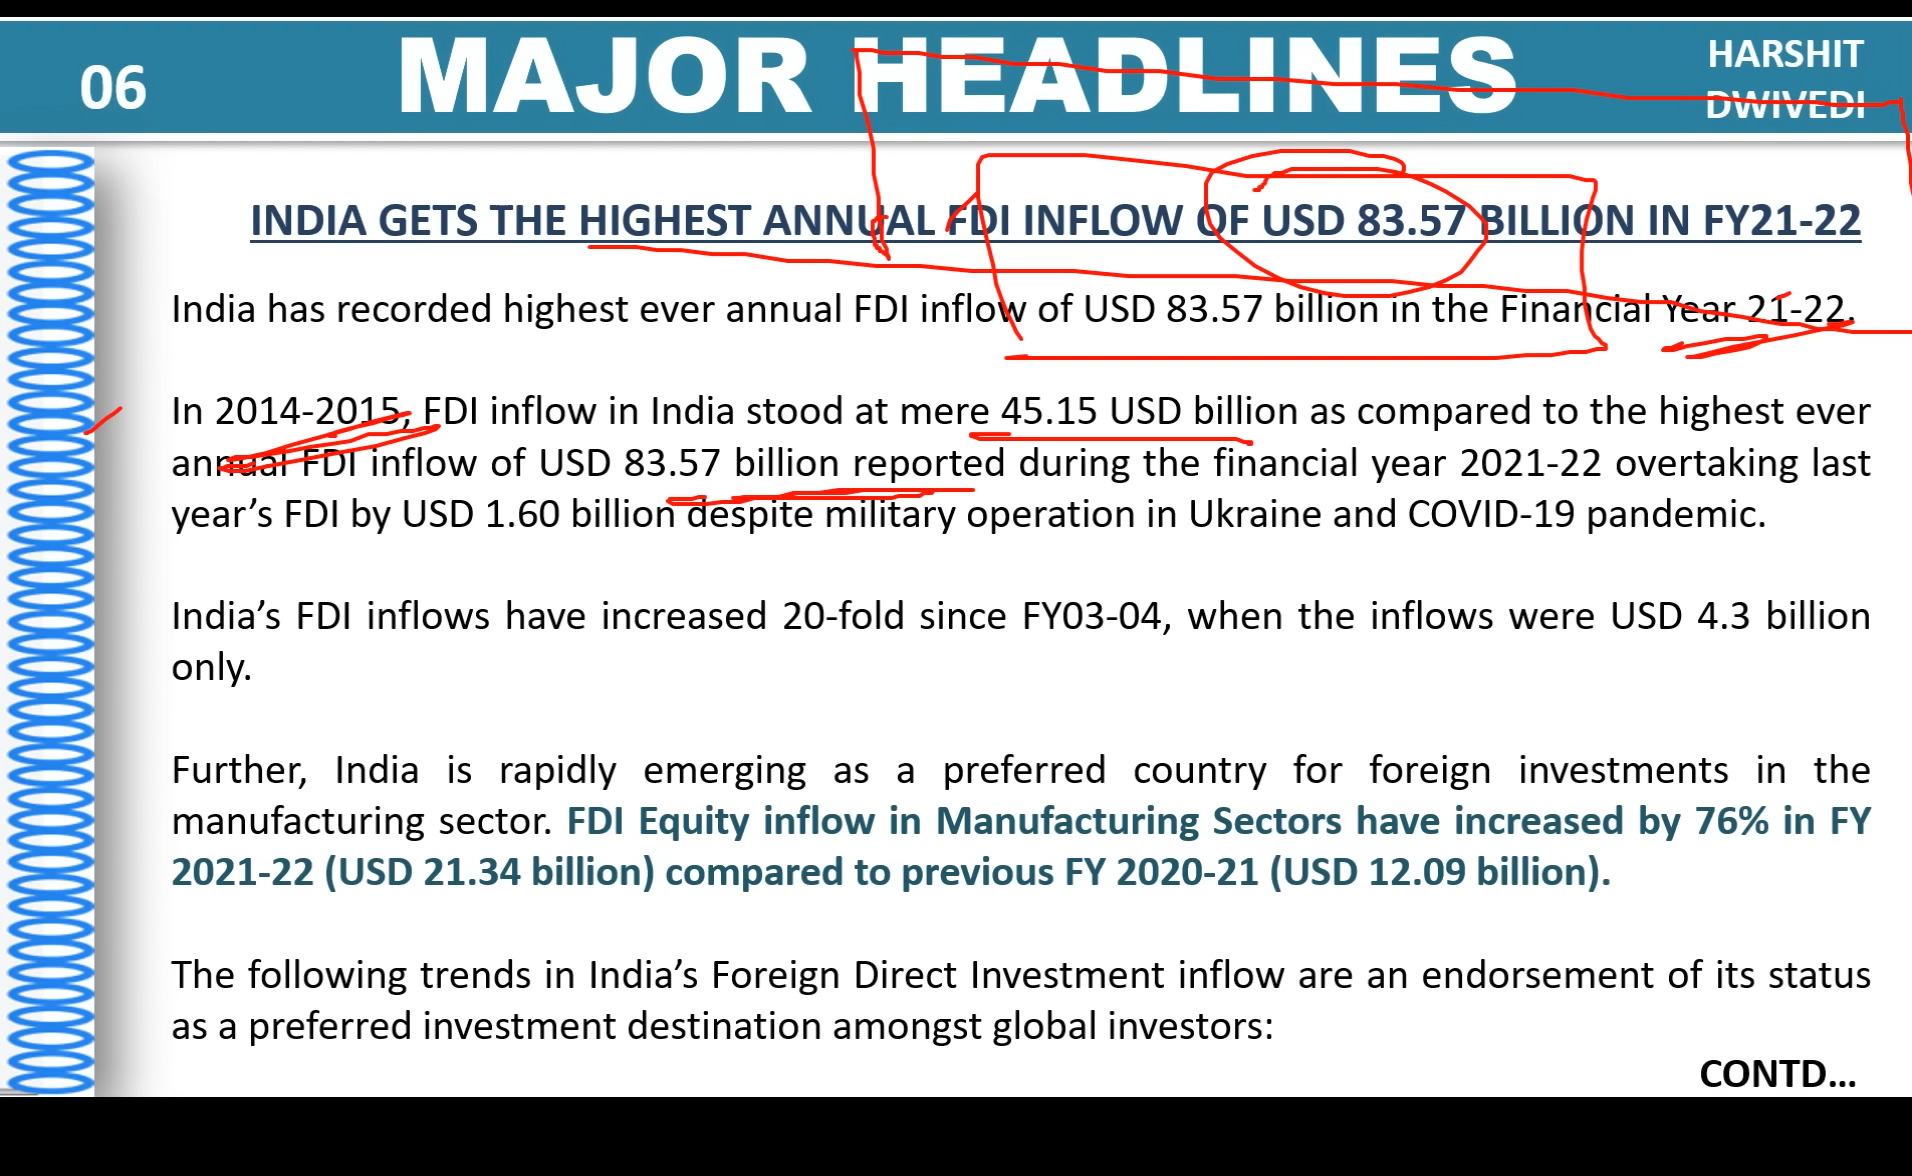 06
MAJOR HEADLINES
HARSHIT
DWIVEDI
INDIA GETS THE HIGHEST ANNUAL FDI INFLOW OF USD 83.57 BILLION IN FY21-22
India has recorded highest ever annual FDI inflow of USD 83.57 billion in the Financial Year 21-22.
In 2014-2015, FDI inflow in India stood at mere 45.15 USD billion as compared to the highest ever
annual FDI inflow of USD 83.57 billion reported during the financial year 2021-22 overtaking last
year’s FDI by USD 1.60 billion despite military operation in Ukraine and COVID-19 pandemic.
India’s FDI inflows have increased 20-fold since FY03-04, when the inflows were USD 4.3 billion
only.
Further, India is rapidly emerging as a preferred country for foreign investments in the
manufacturing sector. FDI Equity inflow in Manufacturing Sectors have increased by 76% in FY
2021-22 (USD 21.34 billion) compared to previous FY 2020-21 (USD 12.09 billion).
The following trends in India’s Foreign Direct Investment inflow are an endorsement of its status
as a preferred investment destination amongst global investors:
CONTD...